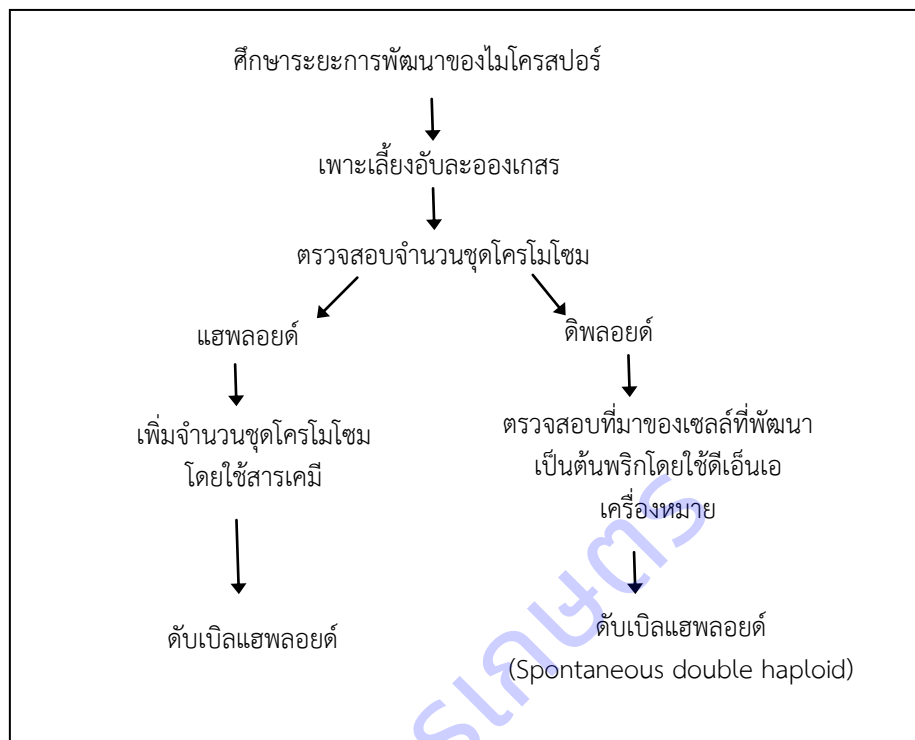 ศึกษาระยะการพัฒนาของไมโครสปอร์
เพาะเลี้ยงอับละอองเกสร
ตรวจสอบจำนวนชุดโครโมโซม
แฮพลอยด์
ดิพลอยด์
เพิ่มจำนวนชุดโครโมโซม
โดยใช้สารเคมี
ตรวจสอบที่มาของเซลล์ที่พัฒนา
เป็นต้นพริกโดยใช้ดีเอ็นเอ
เครื่องหมาย
ดับเบิลแฮพลอยด์
ดับเบิลแฮพลอยด์
(Spontaneous double haploid)